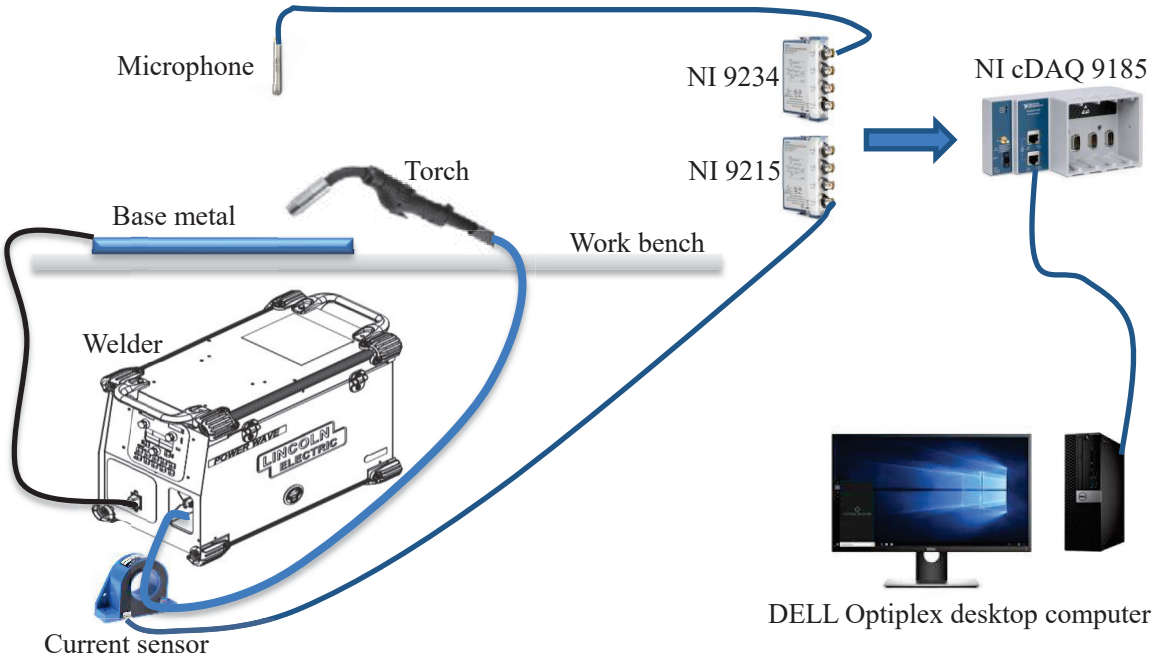 Microphone
NI 9234
NI cDAQ 9185
NI 9215
Torch
Base metal
Work bench
Welder
POWER WAVE
LINCOLN
ELECTRIC
DELL Optiplex desktop computer
Current sensor